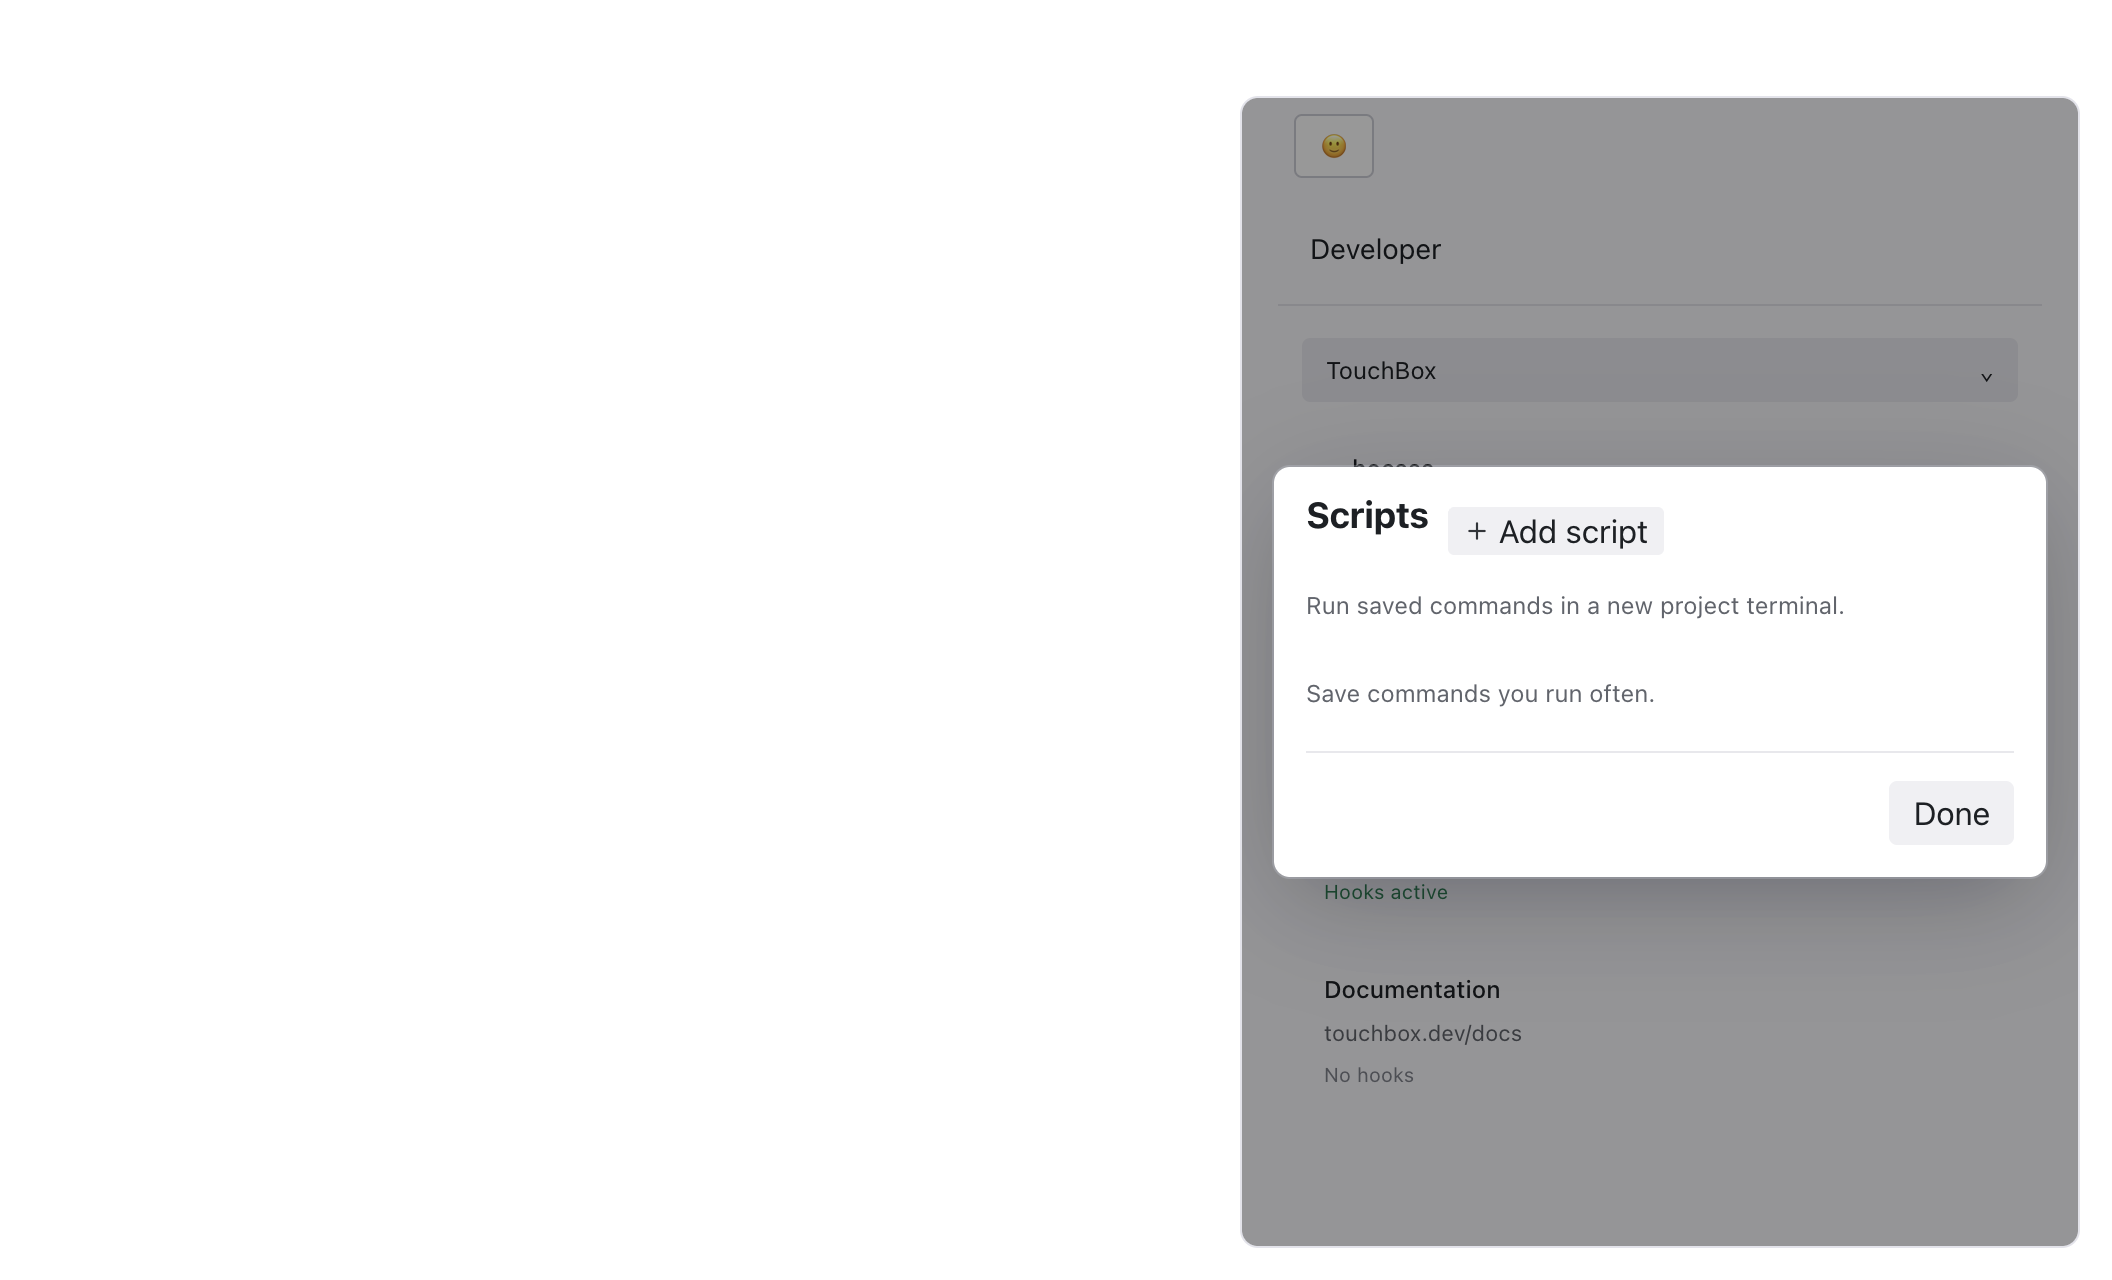 Developer
TouchBox
Scripts
+ Add script
Run saved commands in a new project terminal.
Save commands you run often.
Done
Hooks active
Documentation
touchbox.dev/docs
No hooks